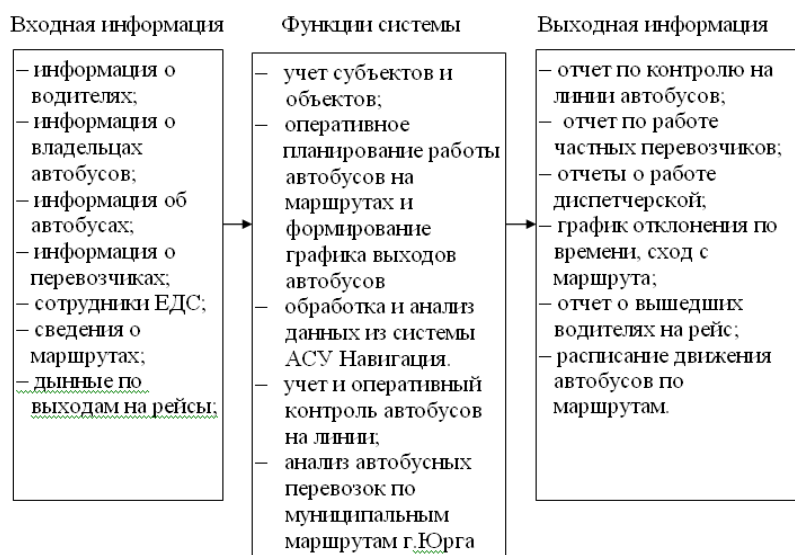 Входная информация
– информация о
водителях;
– информация о
владельцах
автобусов;
– информация об
автобусах;
– информация о
перевозчиках;
– сотрудники ЕДС;
– сведения о
маршрутах;
– дынные по
выходам на рейсы;
Функции системы
– учет субъектов и
объектов;
– оперативное
планирование работы
автобусов на
маршрутах и
формирование
графика выходов
автобусов
– обработка и анализ
данных из системы
АСУ Навигация.
– учет и оперативный
контроль автобусов
на линии;
– анализ автобусных
перевозок по
муниципальным
маршрутам г.Юрга
Выходная информация
– отчет по контролю на
линии автобусов;
– отчет по работе
частных перевозчиков;
– отчеты о работе
диспетчерской;
– график отклонения по
времени, сход с
маршрута;
– отчет о вышедших
водителях на рейс;
– расписание движения
автобусов по
маршрутам.